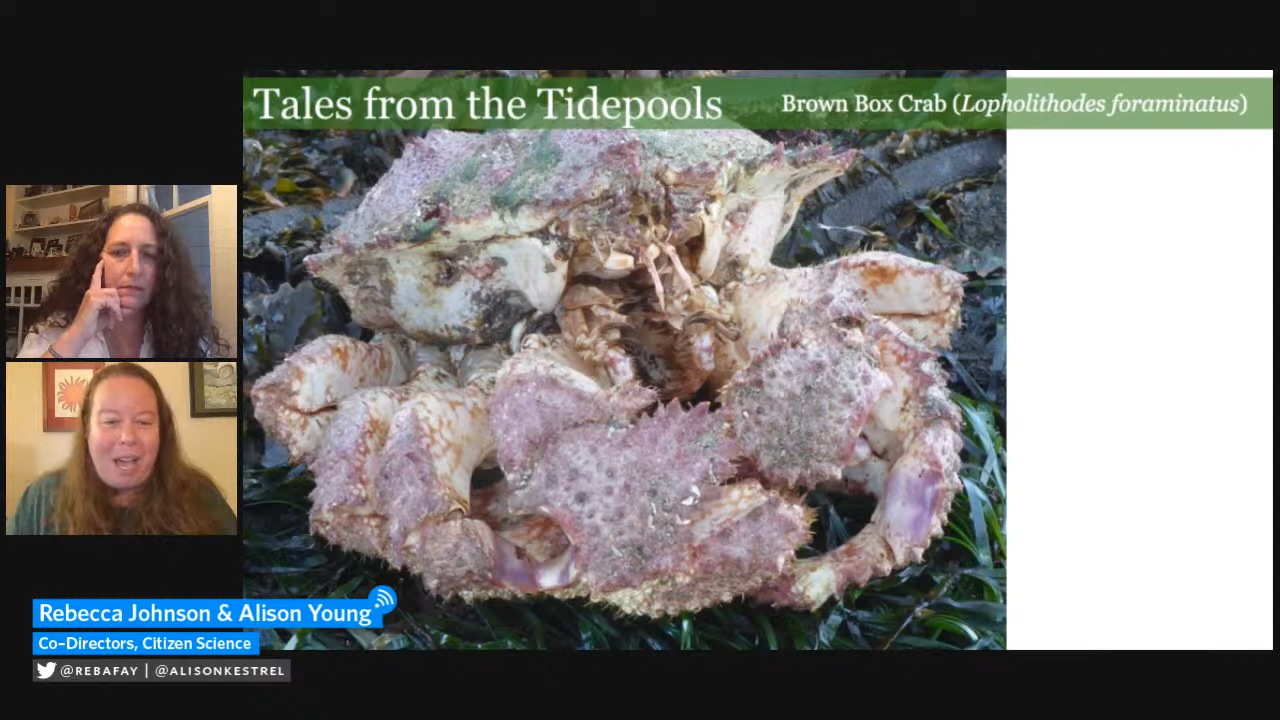 Tales from the Tidepools
Brown Box Crab (Lopholithodes foraminatus)
Rebecca Johnson & Alison Young
Co-Directors, Citizen Science
@REBAFAY | @ALISONKESTREL